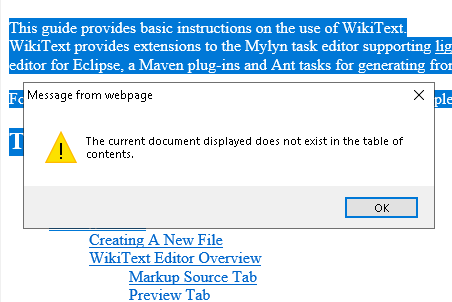 This guide provides basic instructions on the use of WikiText.
WikiText provides extensions to the Mylyn task editor supporting lig
editor for Eclipse, a Maven plug-ins and Ant tasks for generating from
Fo
ple
Message from webpage
T
The current document displayed does not exist in the table of
contents.
OK
Creating A New File
WikiText Editor Overview
Markup Source Tab
Preview Tab